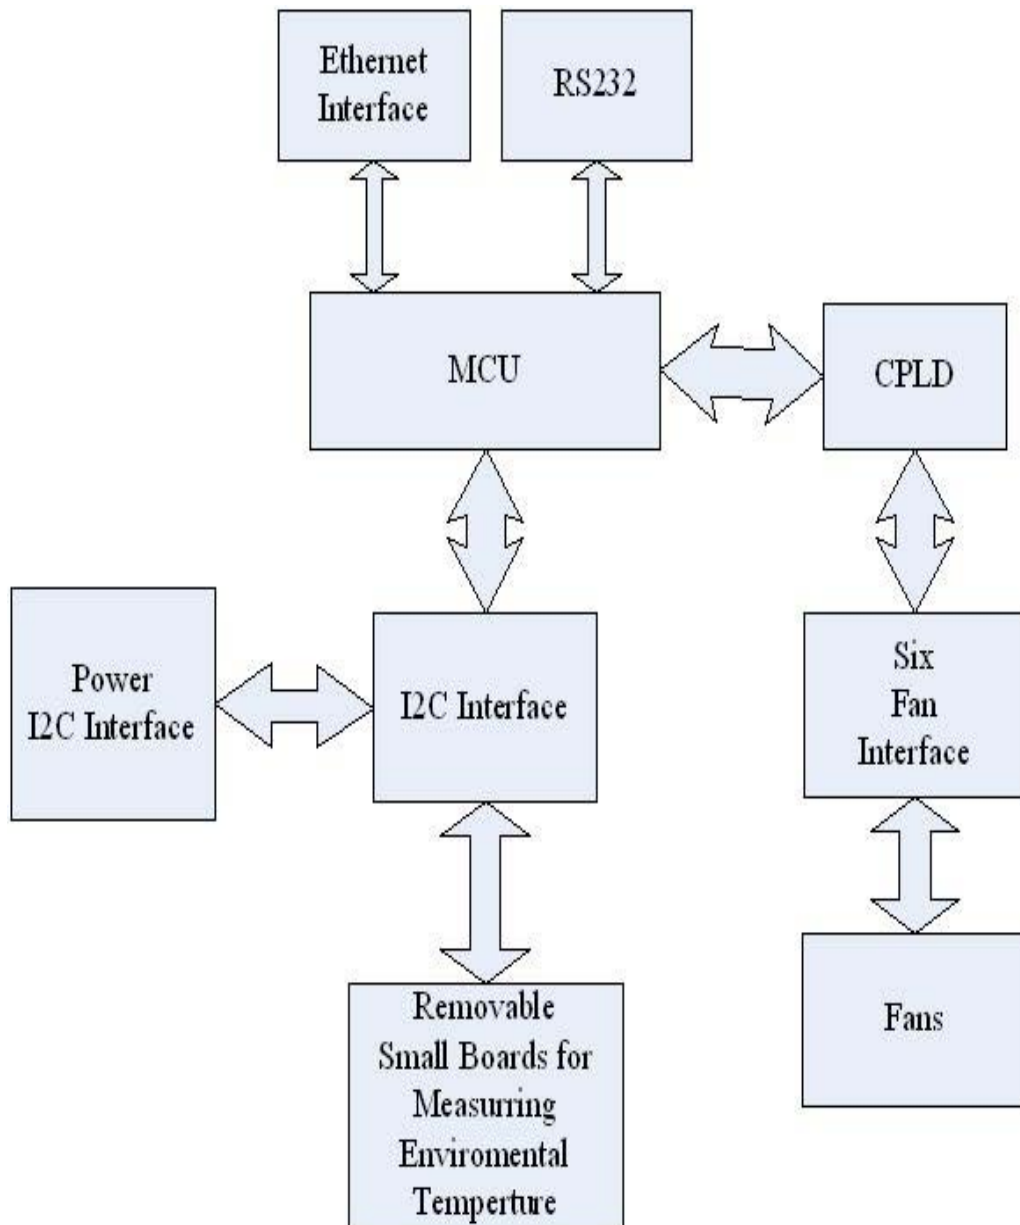 Ethernet
Interface
RS232
MCU
CPLD
Power
I2C Interface
I2C Interface
Six
Fan
Interface
Removable
Small Boards for
Measurring
Enviromental
Temperture
Fans